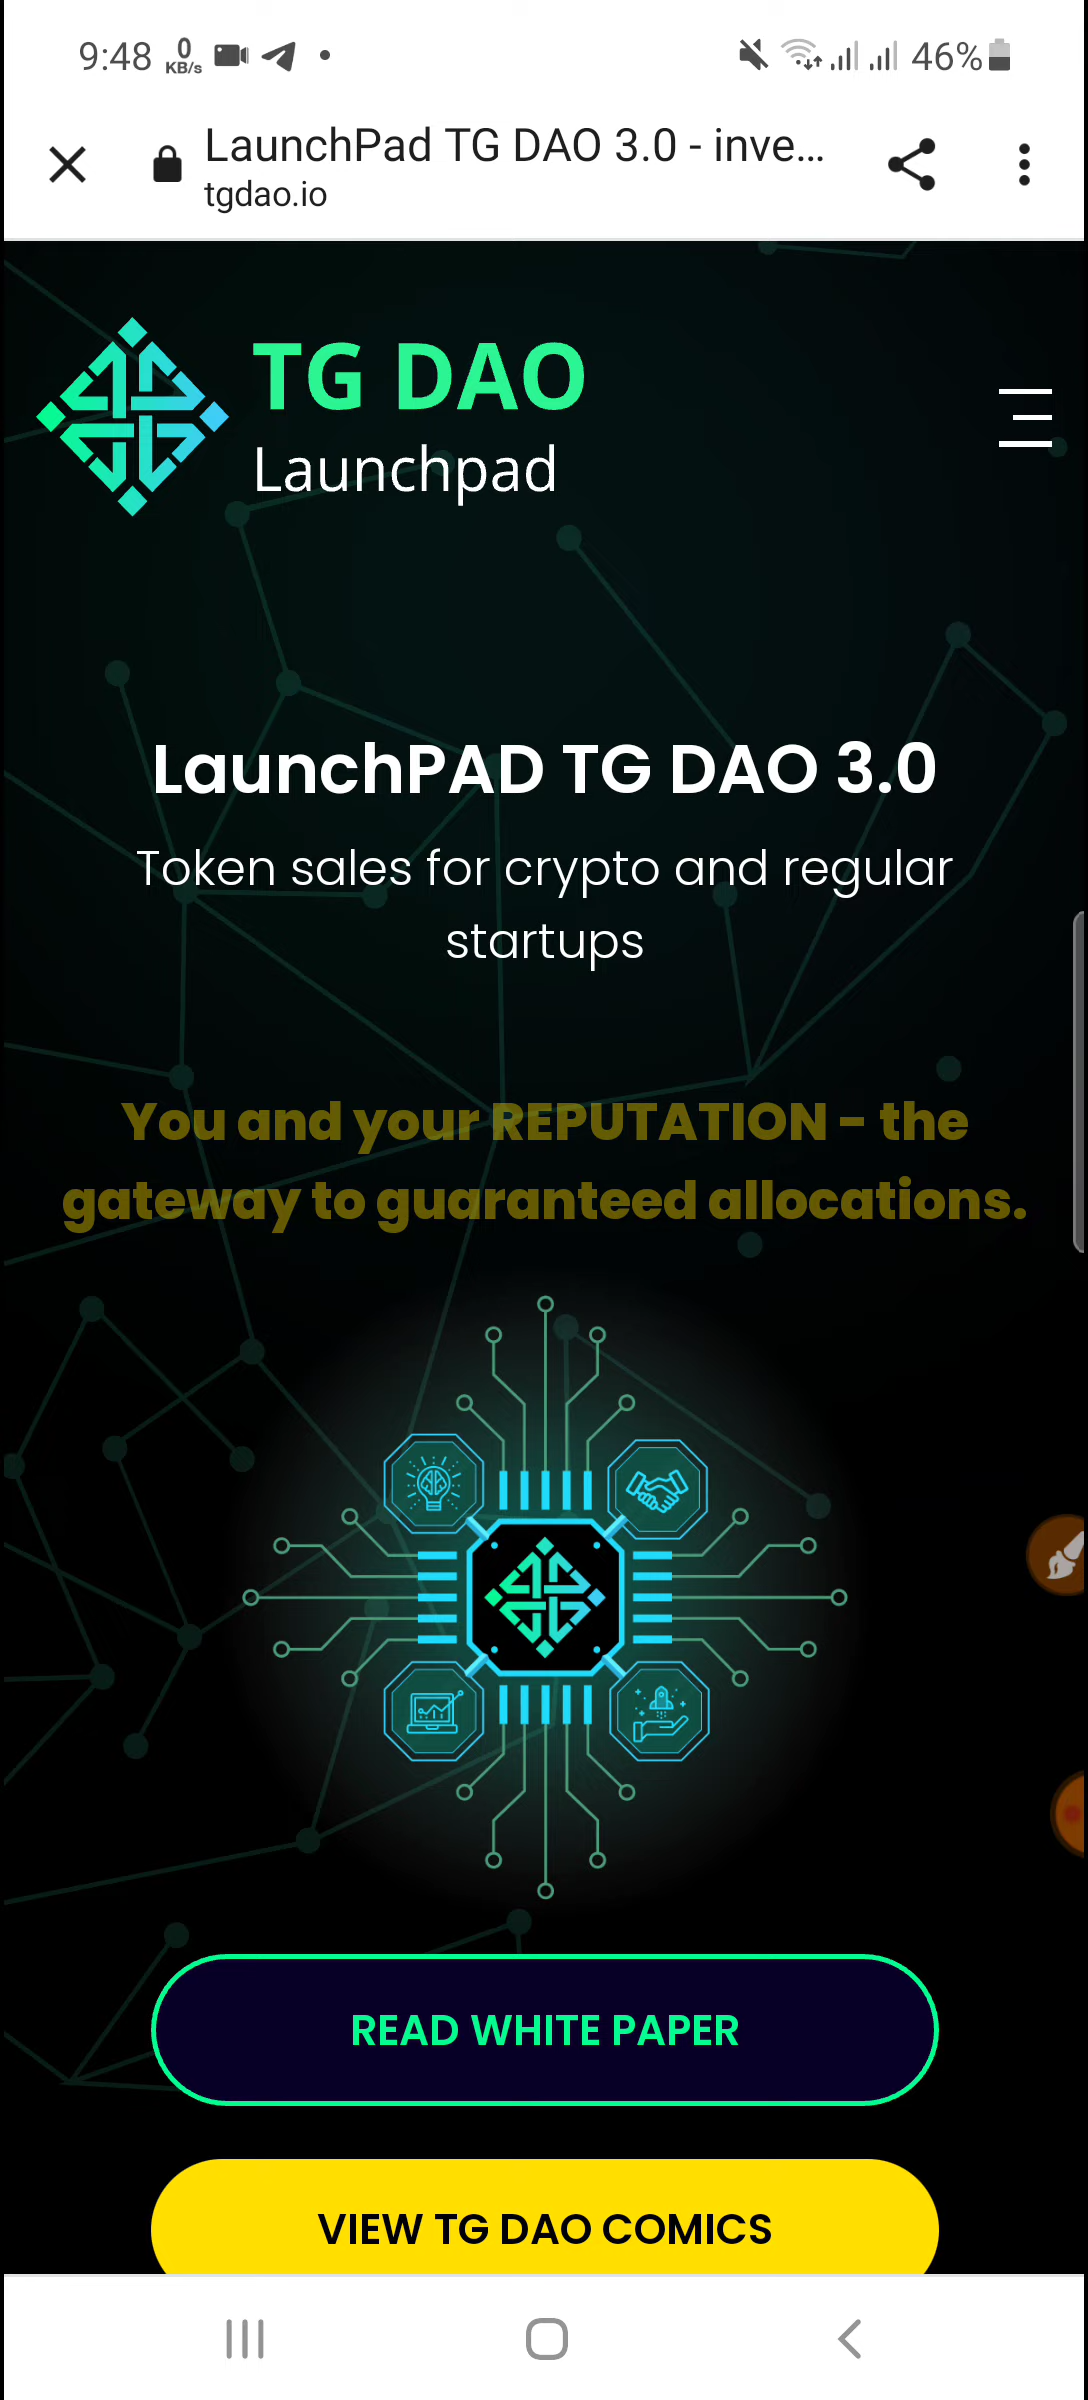 9:48 0 KB/s 46%
LaunchPad TG DAO 3.0 - inve...
tgdao.io
TG DAO
Launchpad
LaunchPAD TG DAO 3.0
Token sales for crypto and regular
startups
You and your REPUTATION - the
gateway to guaranteed allocations.
READ WHITE PAPER
VIEW TG DAO COMICS